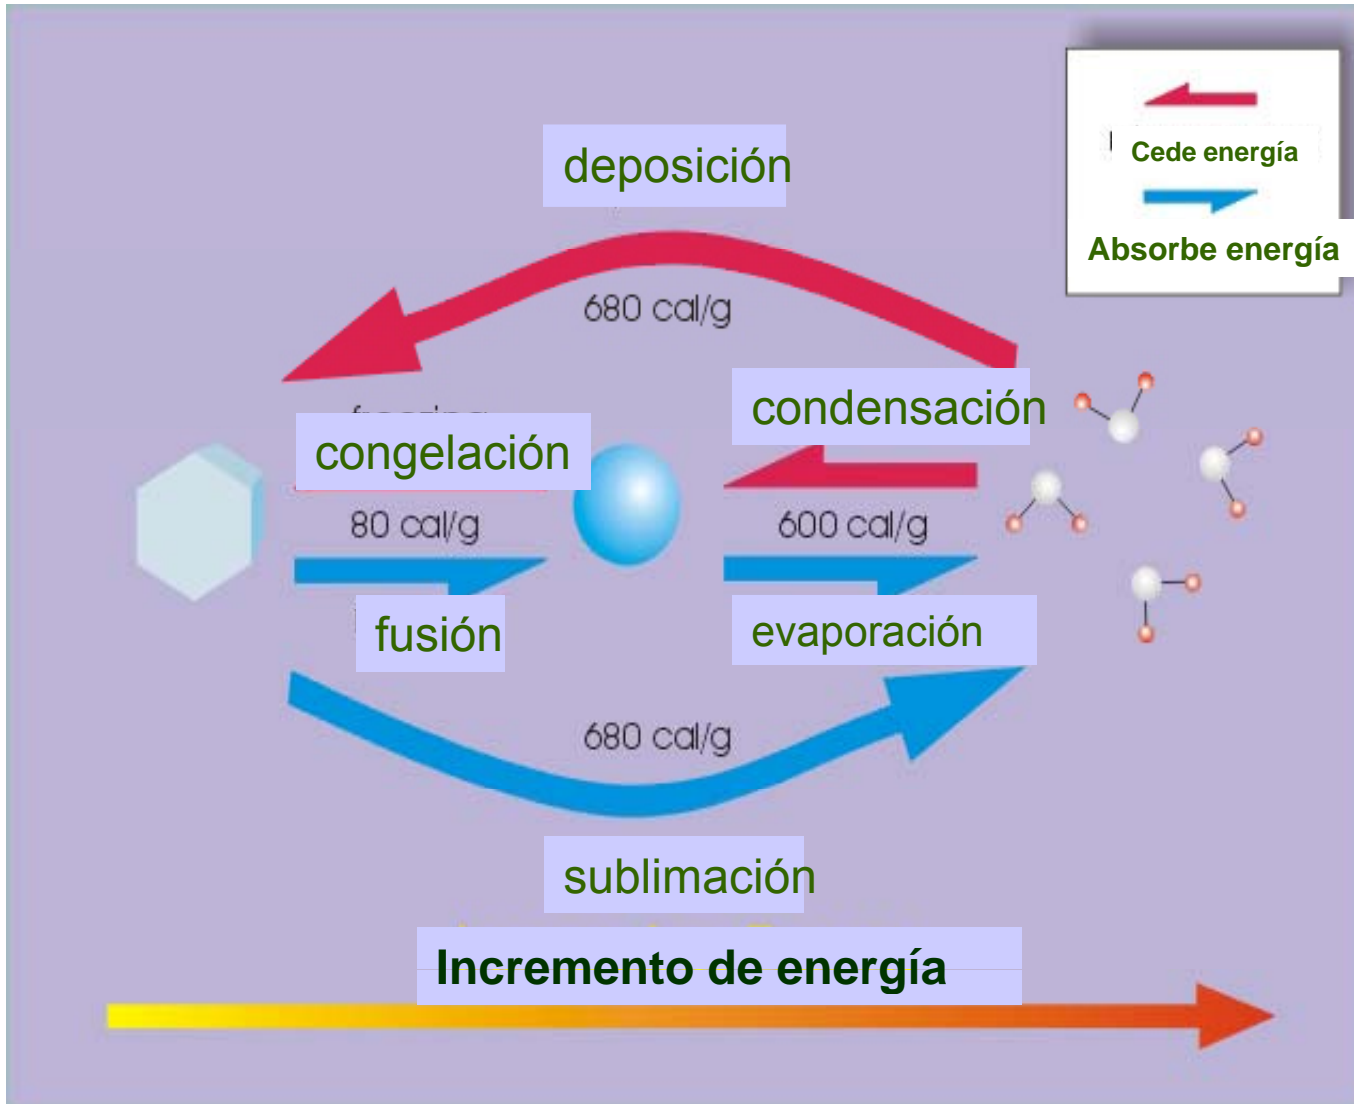 Cede energía
Absorbe energía
deposición
680 cal/g
condensación
congelación
80 cal/g
600 cal/g
fusión
evaporación
680 cal/g
sublimación
Incremento de energía